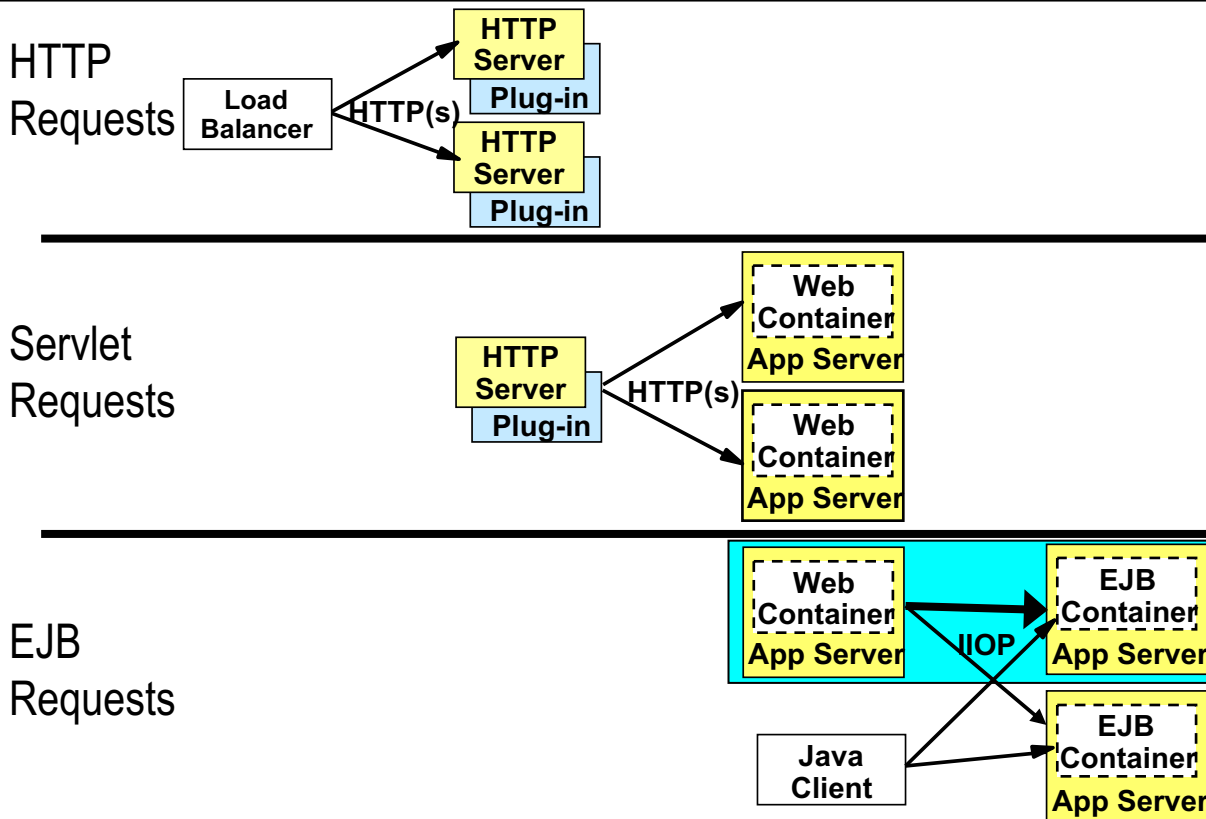 HTTP
Requests
Load
Balancer
HTTP(s)
HTTP
Server
Plug-in
HTTP
Server
Plug-in
Servlet
Requests
HTTP
Server
Plug-in
HTTP(s)
Web
Container
App Server
Web
Container
App Server
EJB
Requests
Web
Container
App Server
IIOP
EJB
Container
App Server
Java
Client
EJB
Container
App Server